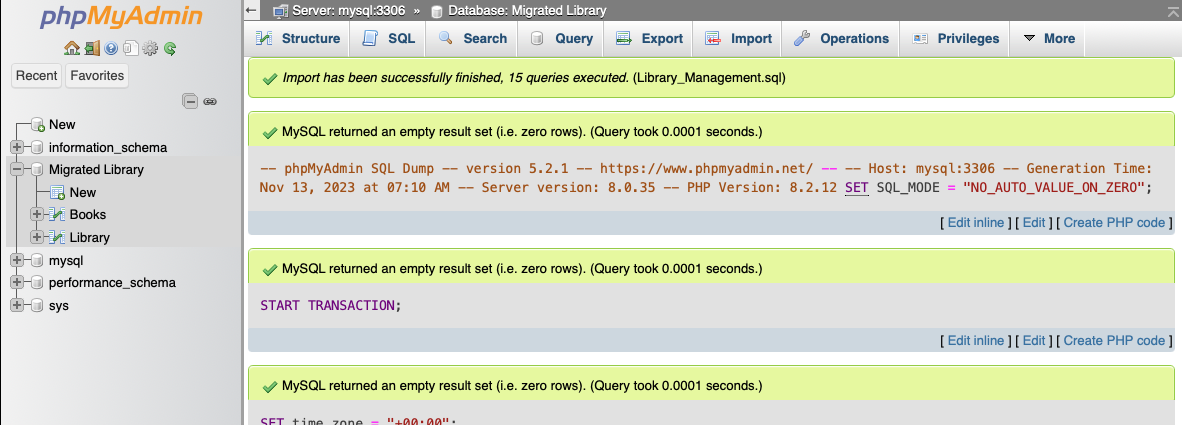 phpMyAdmin
Recent Favorites
New
information_schema
Migrated Library
New
Books
Library
mysql
performance_schema
sys
Server: mysql:3306 » Database: Migrated Library
Structure SQL Search Query Export Import Operations Privileges More
Import has been successfully finished, 15 queries executed. (Library_Management.sql)
MySQL returned an empty result set (i.e. zero rows). (Query took 0.0001 seconds.)
-- phpMyAdmin SQL Dump -- version 5.2.1 -- https://www.phpmyadmin.net/ -- -- Host: mysql:3306 -- Generation Time:
Nov 13, 2023 at 07:10 AM -- Server version: 8.0.35 -- PHP Version: 8.2.12 SET SQL_MODE = "NO_AUTO_VALUE_ON_ZERO";
[ Edit inline ] [ Edit ] [ Create PHP code ]
MySQL returned an empty result set (i.e. zero rows). (Query took 0.0001 seconds.)
START TRANSACTION;
[ Edit inline ] [ Edit ] [ Create PHP code ]
MySQL returned an empty result set (i.e. zero rows). (Query took 0.0001 seconds.)
SET time_zone = "+00:00";